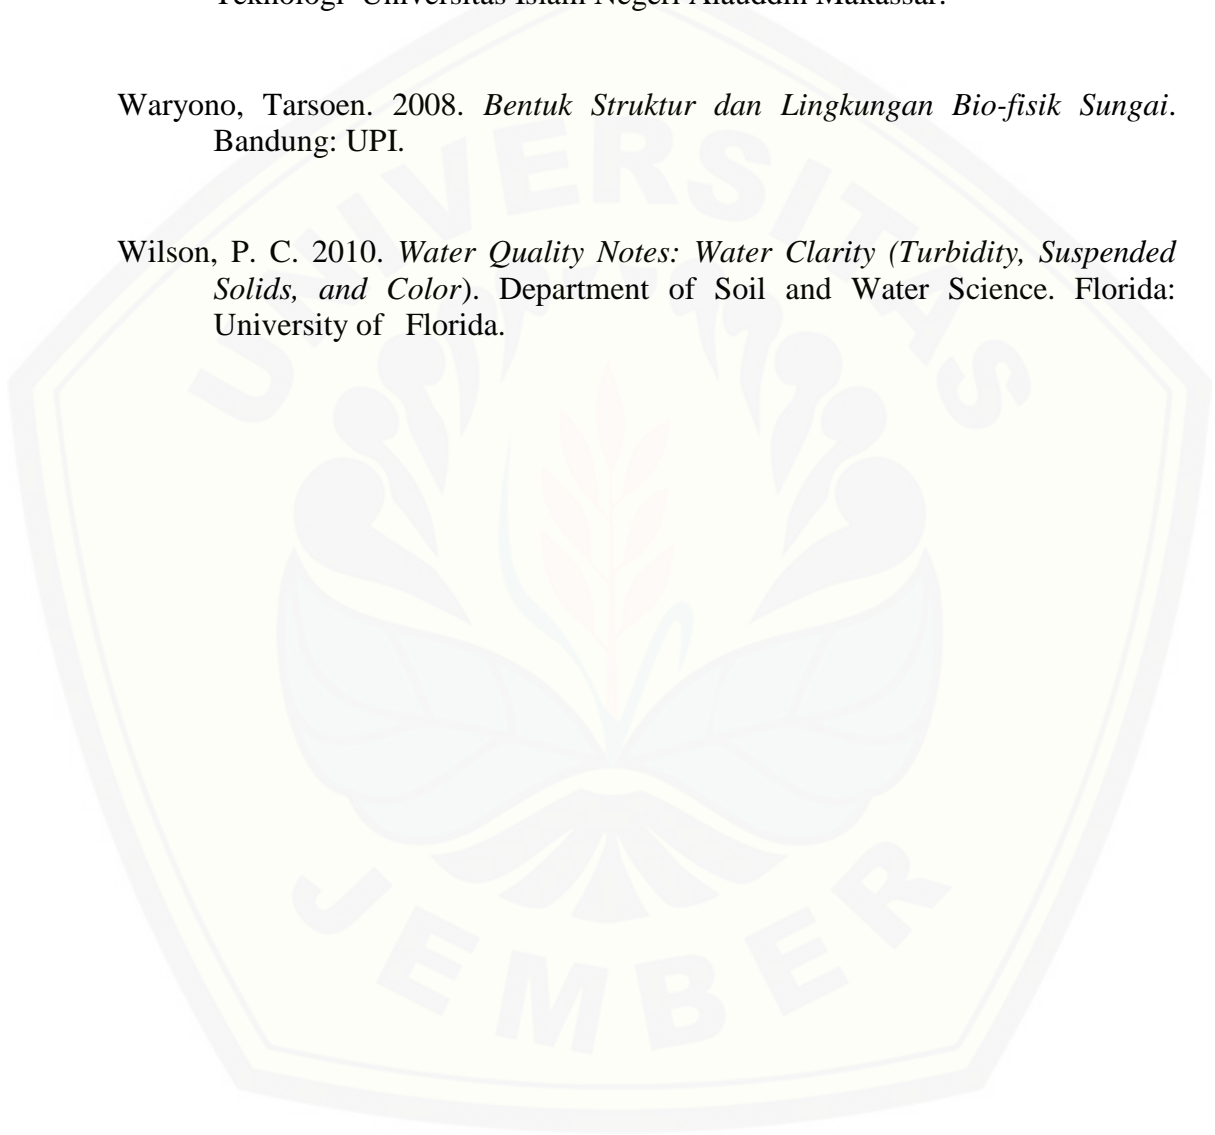 Teknologi Universitas Islam Negeri Alauddin Makassar.
Waryono, Tarsoen. 2008. Bentuk Struktur dan Lingkungan Bio-fisik Sungai.
Bandung: UPI.
Wilson, P. C. 2010. Water Quality Notes: Water Clarity (Turbidity, Suspended
Solids, and Color). Department of Soil and Water Science. Florida:
University of Florida.
UNIVERSITAS
JEMBER